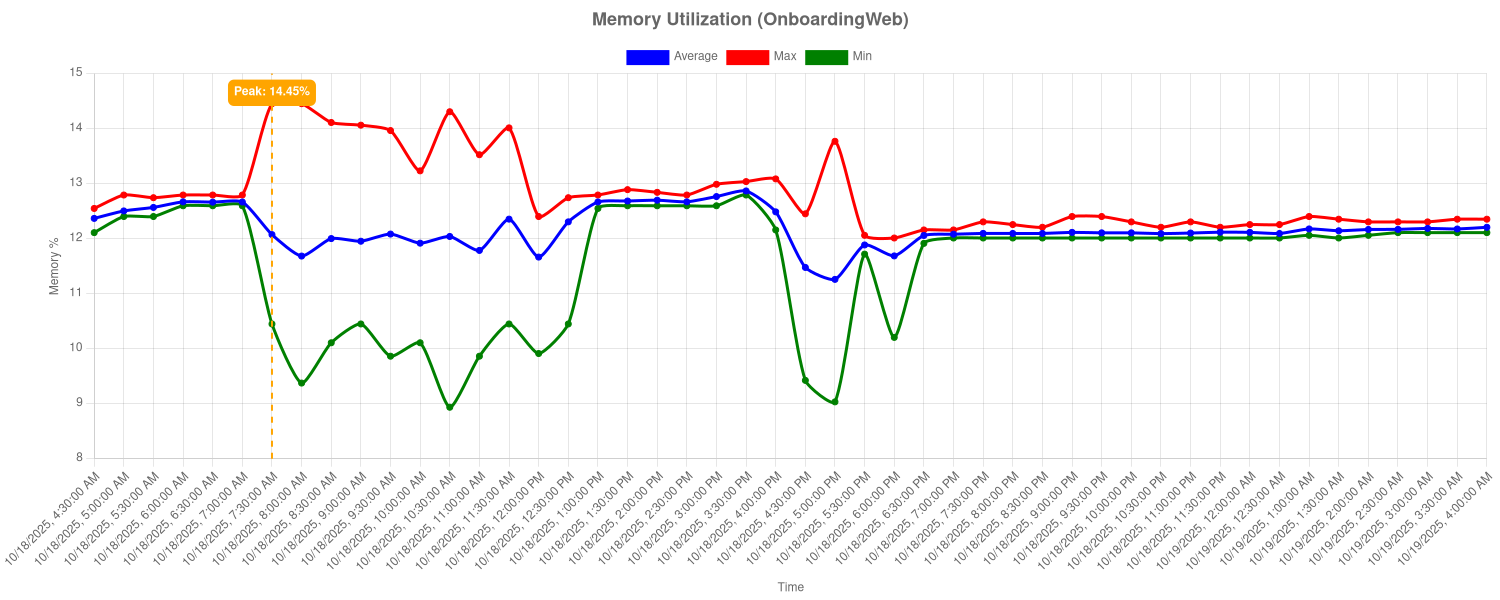 Memory Utilization (OnboardingWeb)
Average Max Min
Peak: 14.45%
Memory %
15
14
13
12
11
10
9
8
10/18/2025, 4:30:00 AM
10/18/2025, 5:00:00 AM
10/18/2025, 5:30:00 AM
10/18/2025, 6:00:00 AM
10/18/2025, 6:30:00 AM
10/18/2025, 7:00:00 AM
10/18/2025, 7:30:00 AM
10/18/2025, 8:00:00 AM
10/18/2025, 8:30:00 AM
10/18/2025, 9:00:00 AM
10/18/2025, 9:30:00 AM
10/18/2025, 10:00:00 AM
10/18/2025, 10:30:00 AM
10/18/2025, 11:00:00 AM
10/18/2025, 11:30:00 AM
10/18/2025, 12:00:00 PM
10/18/2025, 12:30:00 PM
10/18/2025, 1:00:00 PM
10/18/2025, 1:30:00 PM
10/18/2025, 2:00:00 PM
10/18/2025, 2:30:00 PM
10/18/2025, 3:00:00 PM
10/18/2025, 3:30:00 PM
10/18/2025, 4:00:00 PM
10/18/2025, 4:30:00 PM
10/18/2025, 5:00:00 PM
10/18/2025, 5:30:00 PM
10/18/2025, 6:00:00 PM
10/18/2025, 6:30:00 PM
10/18/2025, 7:00:00 PM
10/18/2025, 7:30:00 PM
10/18/2025, 8:00:00 PM
10/18/2025, 8:30:00 PM
10/18/2025, 9:00:00 PM
10/18/2025, 9:30:00 PM
10/18/2025, 10:00:00 PM
10/18/2025, 10:30:00 PM
10/18/2025, 11:00:00 PM
10/18/2025, 11:30:00 PM
10/19/2025, 12:00:00 AM
10/19/2025, 12:30:00 AM
10/19/2025, 1:00:00 AM
10/19/2025, 1:30:00 AM
10/19/2025, 2:00:00 AM
10/19/2025, 2:30:00 AM
10/19/2025, 3:00:00 AM
10/19/2025, 3:30:00 AM
10/19/2025, 4:00:00 AM
Time